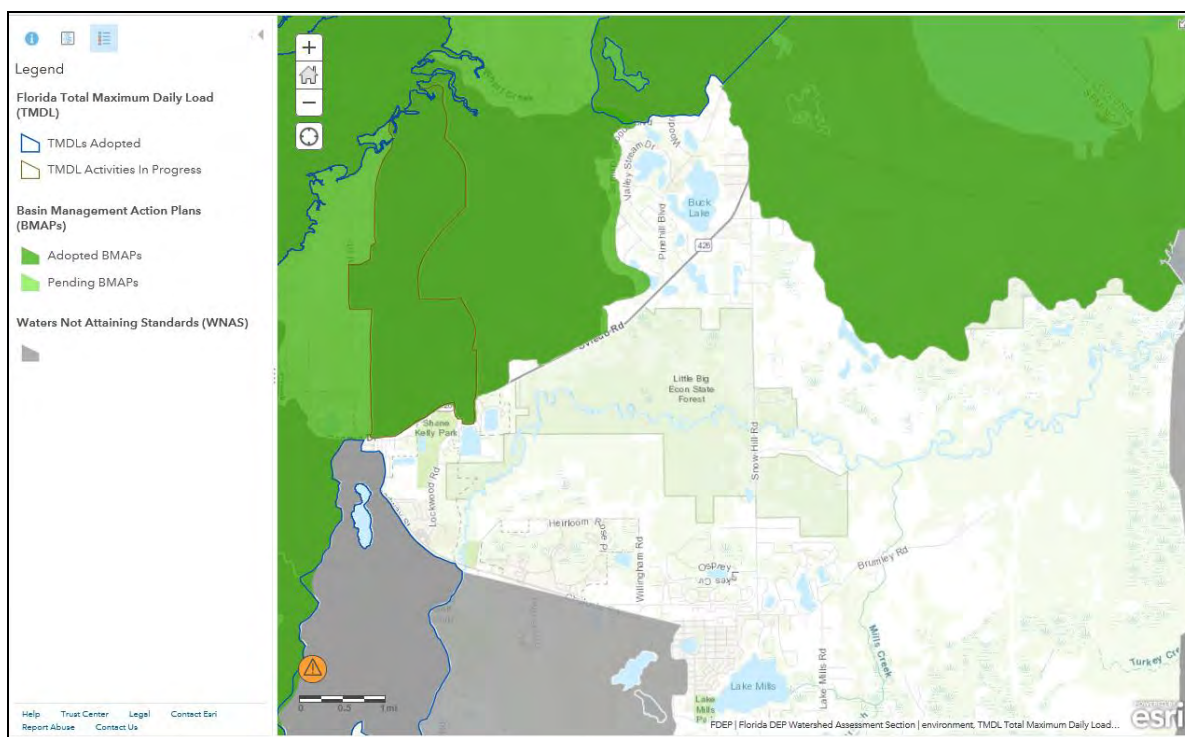 Legend
Florida Total Maximum Daily Load
(TMDL)
TMDLs Adopted
TMDL Activities In Progress
Basin Management Action Plans
(BMAPs)
Adopted BMAPs
Pending BMAPs
Waters Not Attaining Standards (WNAS)
Help Trust Center Legal Contact Esri
Report Abuse Contact Us
+
−
Valley Stream Dr
Pinehill Blvd
Buck
Lake
426
Oviedo Rd
Little Big
Econ State
Forest
Shane
Kelly Park
Lockwood Rd
Snow Hill Rd
Heirloom Rose Pl
Willingham Rd
Brumley Rd
Mills Creek
Turkey Cre
Lake Mills Rd
Lake Mills
Lake
Mills
0 0.5 1mi
FDEP | Florida DEP Watershed Assessment Section | environment, TMDL Total Maximum Daily Load...
esri